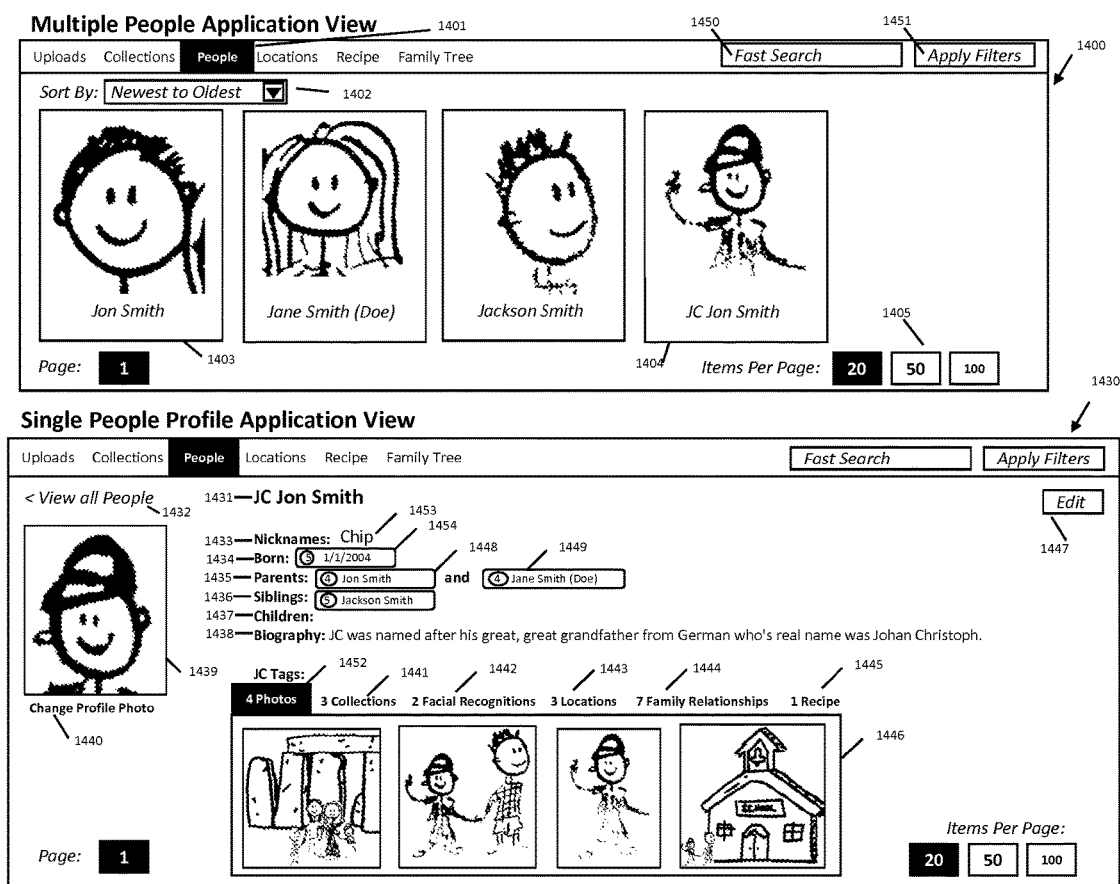 Multiple People Application View
1401
1450
1451
1400
Uploads Collections People Locations Recipe Family Tree Fast Search Apply Filters
Sort By: Newest to Oldest 1402
Jon Smith Jane Smith (Doe) Jackson Smith JC Jon Smith
1403
1404
1405
Page: 1 Items Per Page: 20 50 100
1430
Single People Profile Application View
Uploads Collections People Locations Recipe Family Tree Fast Search Apply Filters
< View all People 1432
1431 JC Jon Smith Edit
1447
1433 Nicknames: Chip 1453
1434 Born: 5 1/1/2004 1454
1435 Parents: 4 Jon Smith and 4 Jane Smith (Doe) 1448 1449
1436 Siblings: 5 Jackson Smith
1437 Children:
1438 Biography: JC was named after his great, great grandfather from German who's real name was Johan Christoph.
1439
Change Profile Photo
1440
JC Tags: 1452 1441 1442 1443 1444 1445
4 Photos 3 Collections 2 Facial Recognitions 3 Locations 7 Family Relationships 1 Recipe
1446
SCHOOL
Items Per Page:
Page: 1 20 50 100